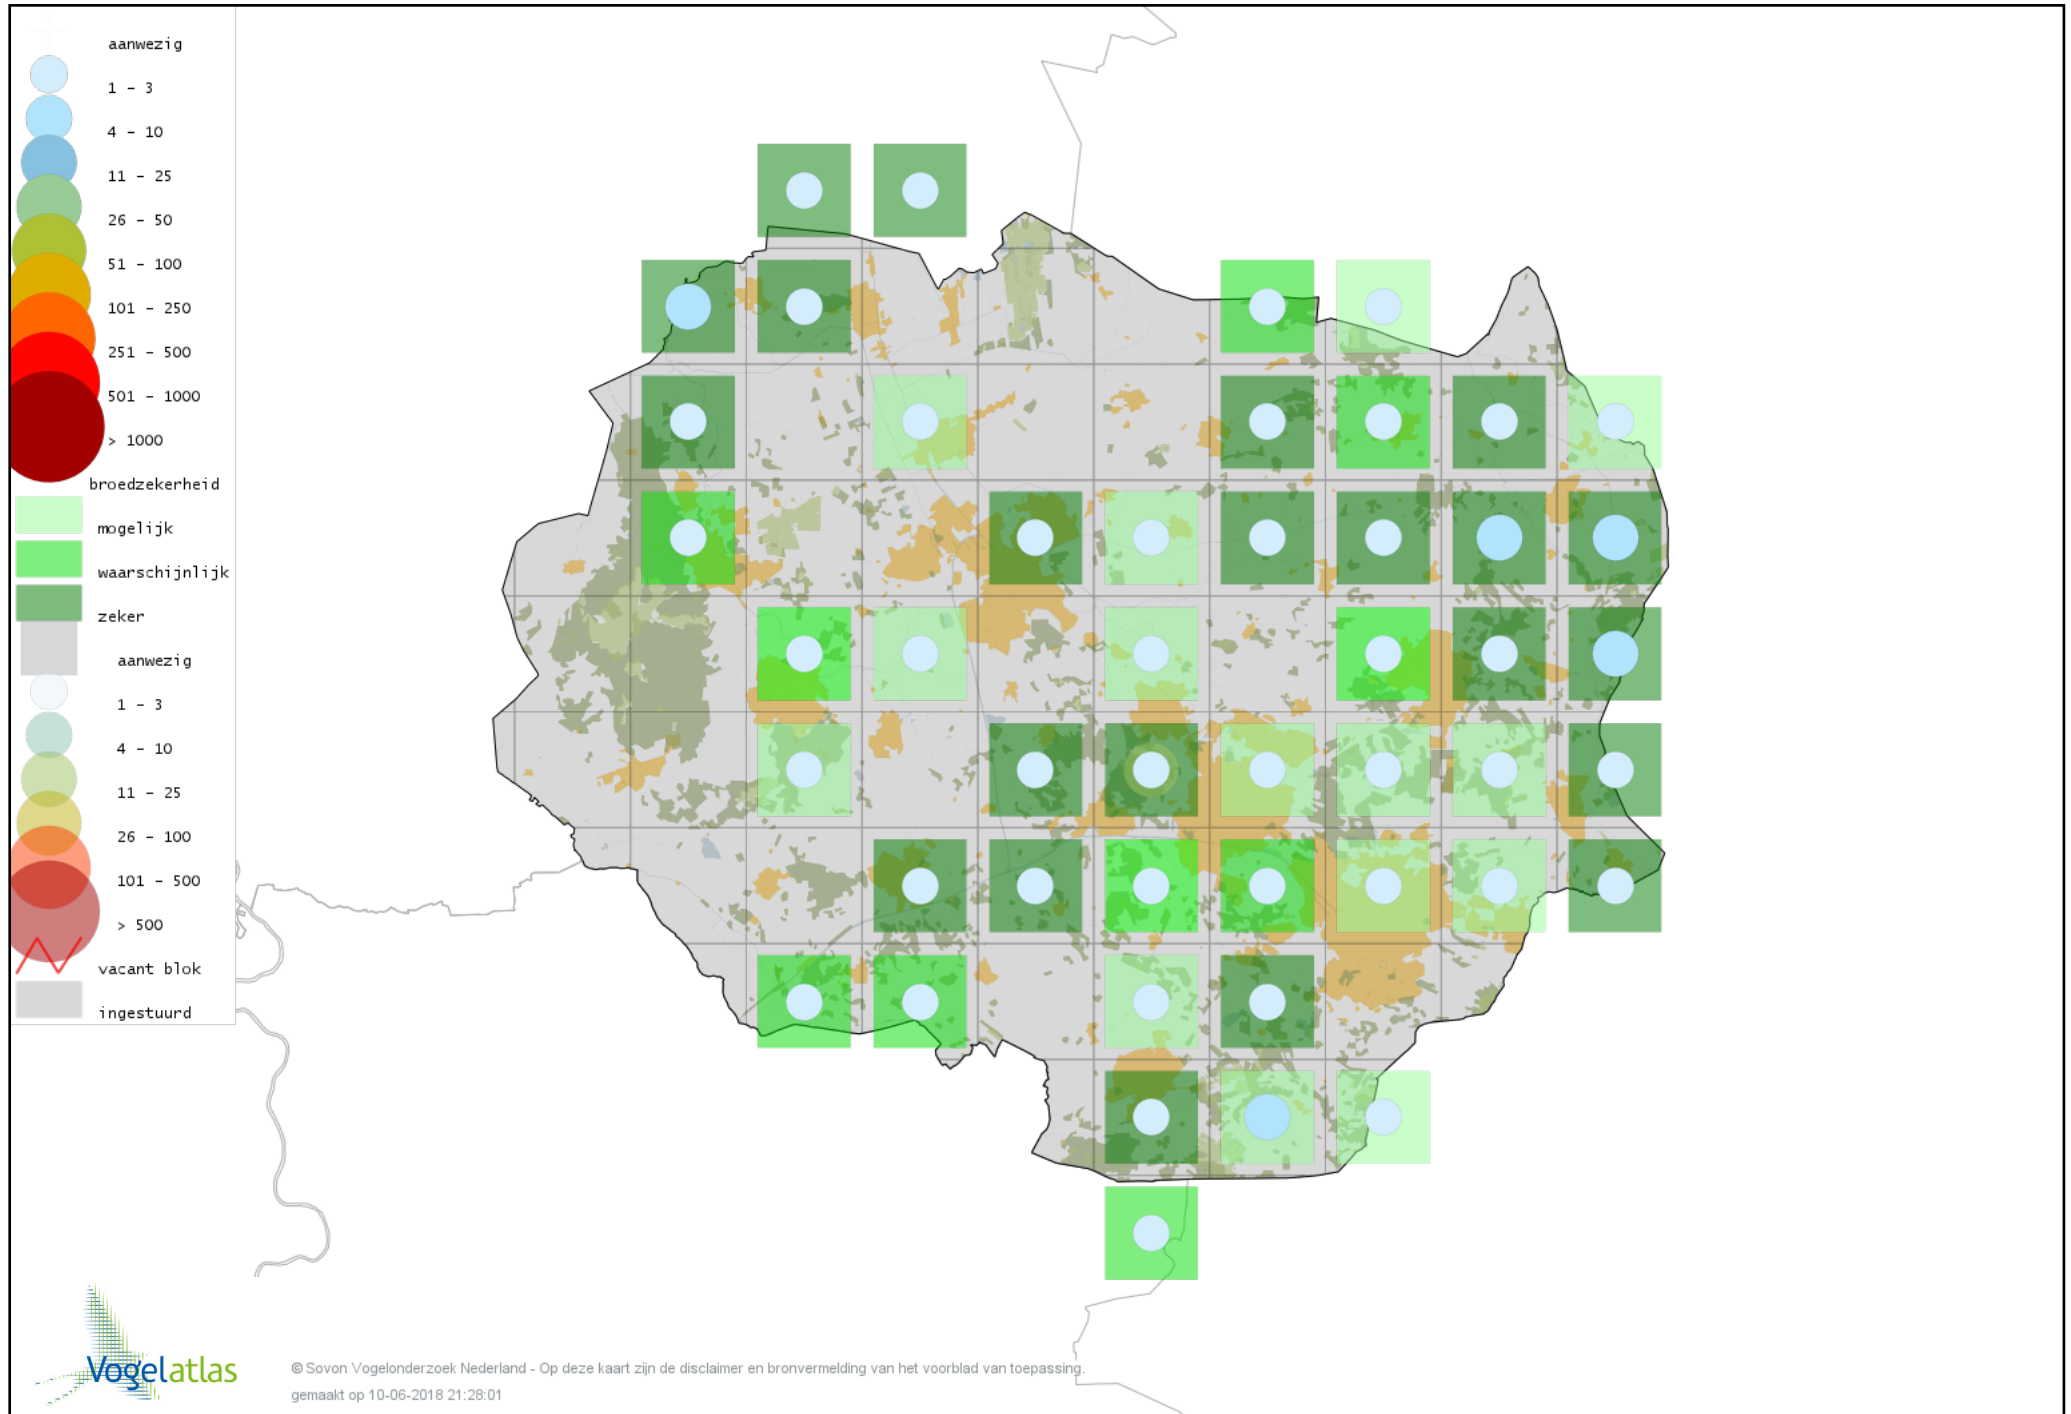 aanwezig
1 - 3
4 - 10
11 - 25
26 - 50
51 - 100
101 - 250
251 - 500
501 - 1000
> 1000
broedzekerheid
mogelijk
waarschijnlijk
zeker
aanwezig
1 - 3
4 - 10
11 - 25
26 - 100
101 - 500
> 500
vacant blok
ingestuurd
Vogelatlas
© Sovon Vogelonderzoek Nederland - Op deze kaart zijn de disclaimer en bronvermelding van het voorblad van toepassing.
gemaakt op 10-06-2018 21:28:01